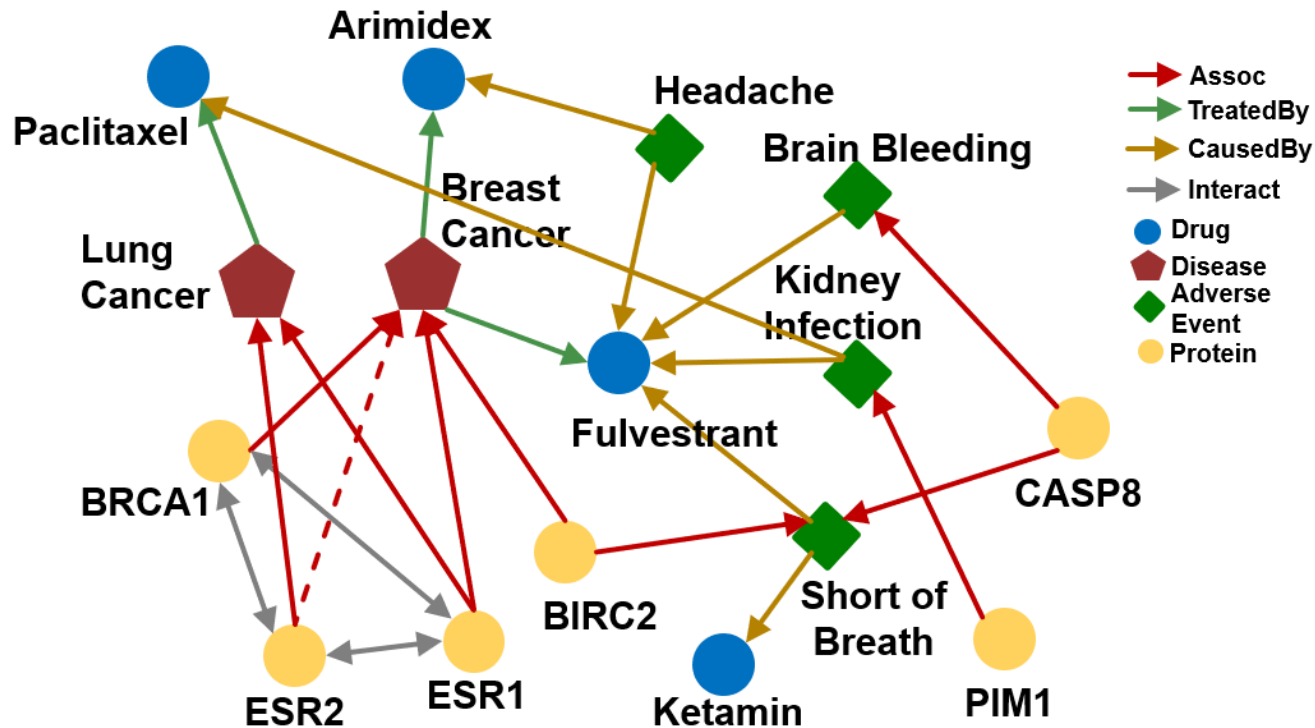 Arimidex
Paclitaxel
Headache
Brain Bleeding
Breast
Cancer
Lung
Cancer
Kidney
Infection
Fulvestrant
BRCA1
CASP8
BIRC2
Short of
Breath
ESR2
ESR1
Ketamin
PIM1
Assoc
TreatedBy
CausedBy
Interact
Drug
Disease
Adverse
Event
Protein